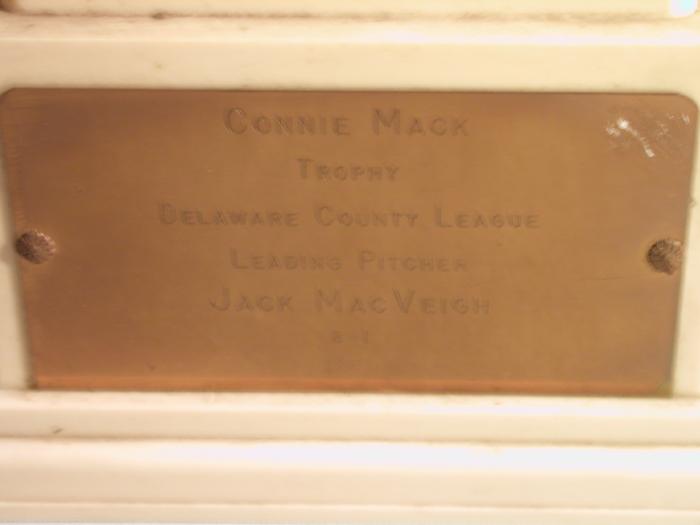 Connie Mack
Trophy
Delaware County League
Leading Pitcher
Jack MacVeigh